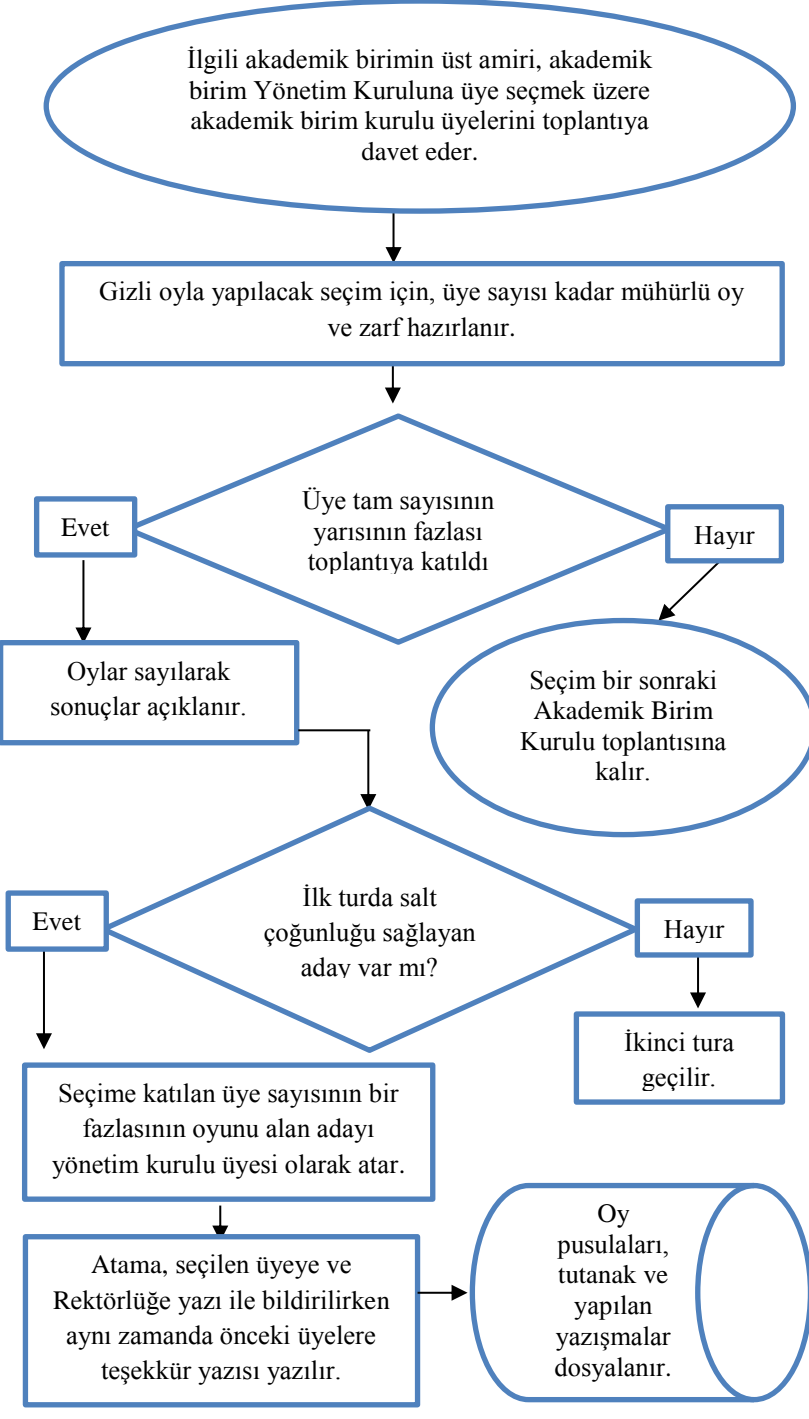 İlgili akademik birimin üst amiri, akademik
birim Yönetim Kuruluna üye seçmek üzere
akademik birim kurulu üyelerini toplantıya
davet eder.
Gizli oyla yapılacak seçim için, üye sayısı kadar mühürlü oy
ve zarf hazırlanır.
Üye tam sayısının
yarısının fazlası
toplantıya katıldı
Evet
Hayır
Oylar sayılarak
sonuçlar açıklanır.
Seçim bir sonraki
Akademik Birim
Kurulu toplantısına
kalır.
İlk turda salt
çoğunluğu sağlayan
aday var mı?
Evet
Hayır
İkinci tura
geçilir.
Seçime katılan üye sayısının bir
fazlasının oyunu alan adayı
yönetim kurulu üyesi olarak atar.
Atama, seçilen üyeye ve
Rektörlüğe yazı ile bildirilirken
aynı zamanda önceki üyelere
teşekkür yazısı yazılır.
Oy
pusulaları,
tutanak ve
yapılan
yazışmalar
dosyalanır.